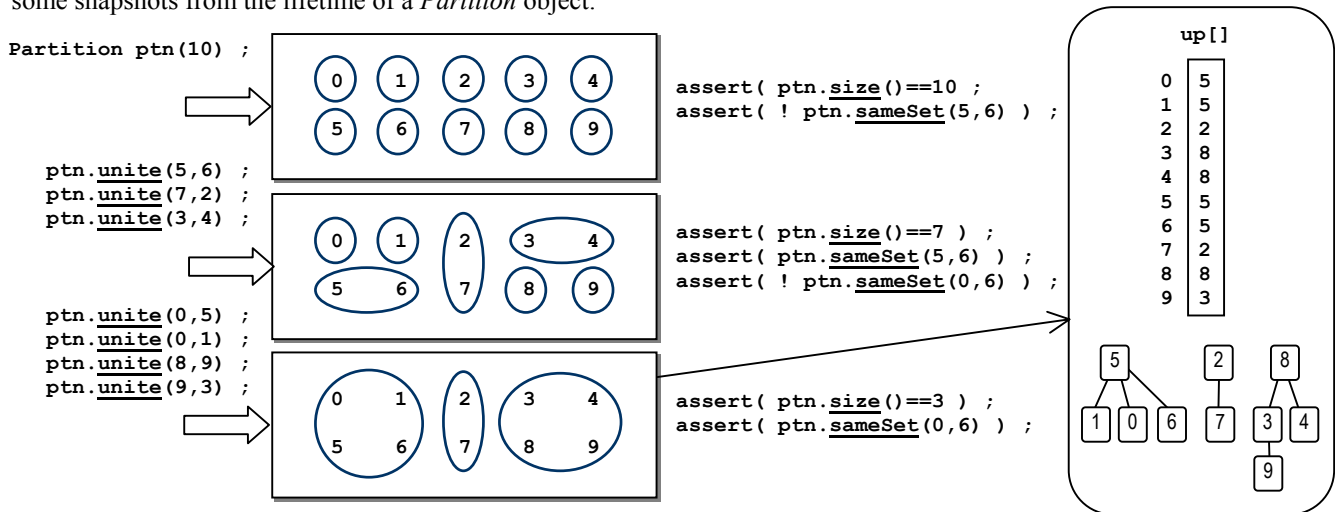 some snapshots from the lifetime of a Partition object.
Partition ptn(10) ;
0 1 2 3 4
5 6 7 8 9
assert( ptn.size()==10 ;
assert( ! ptn.sameSet(5,6) ) ;
ptn.unite(5,6) ;
ptn.unite(7,2) ;
ptn.unite(3,4) ;
0 1 2 3 4
5 6 7 8 9
assert( ptn.size()==7 ) ;
assert( ptn.sameSet(5,6) ) ;
assert( ! ptn.sameSet(0,6) ) ;
ptn.unite(0,5) ;
ptn.unite(0,1) ;
ptn.unite(8,9) ;
ptn.unite(9,3) ;
0 1 2 3 4
5 6 7 8 9
assert( ptn.size()==3 ) ;
assert( ptn.sameSet(0,6) ) ;
up[]
0 5
1 5
2 2
3 8
4 8
5 5
6 5
7 2
8 8
9 3
5 2 8
1 0 6 7 3 4
9